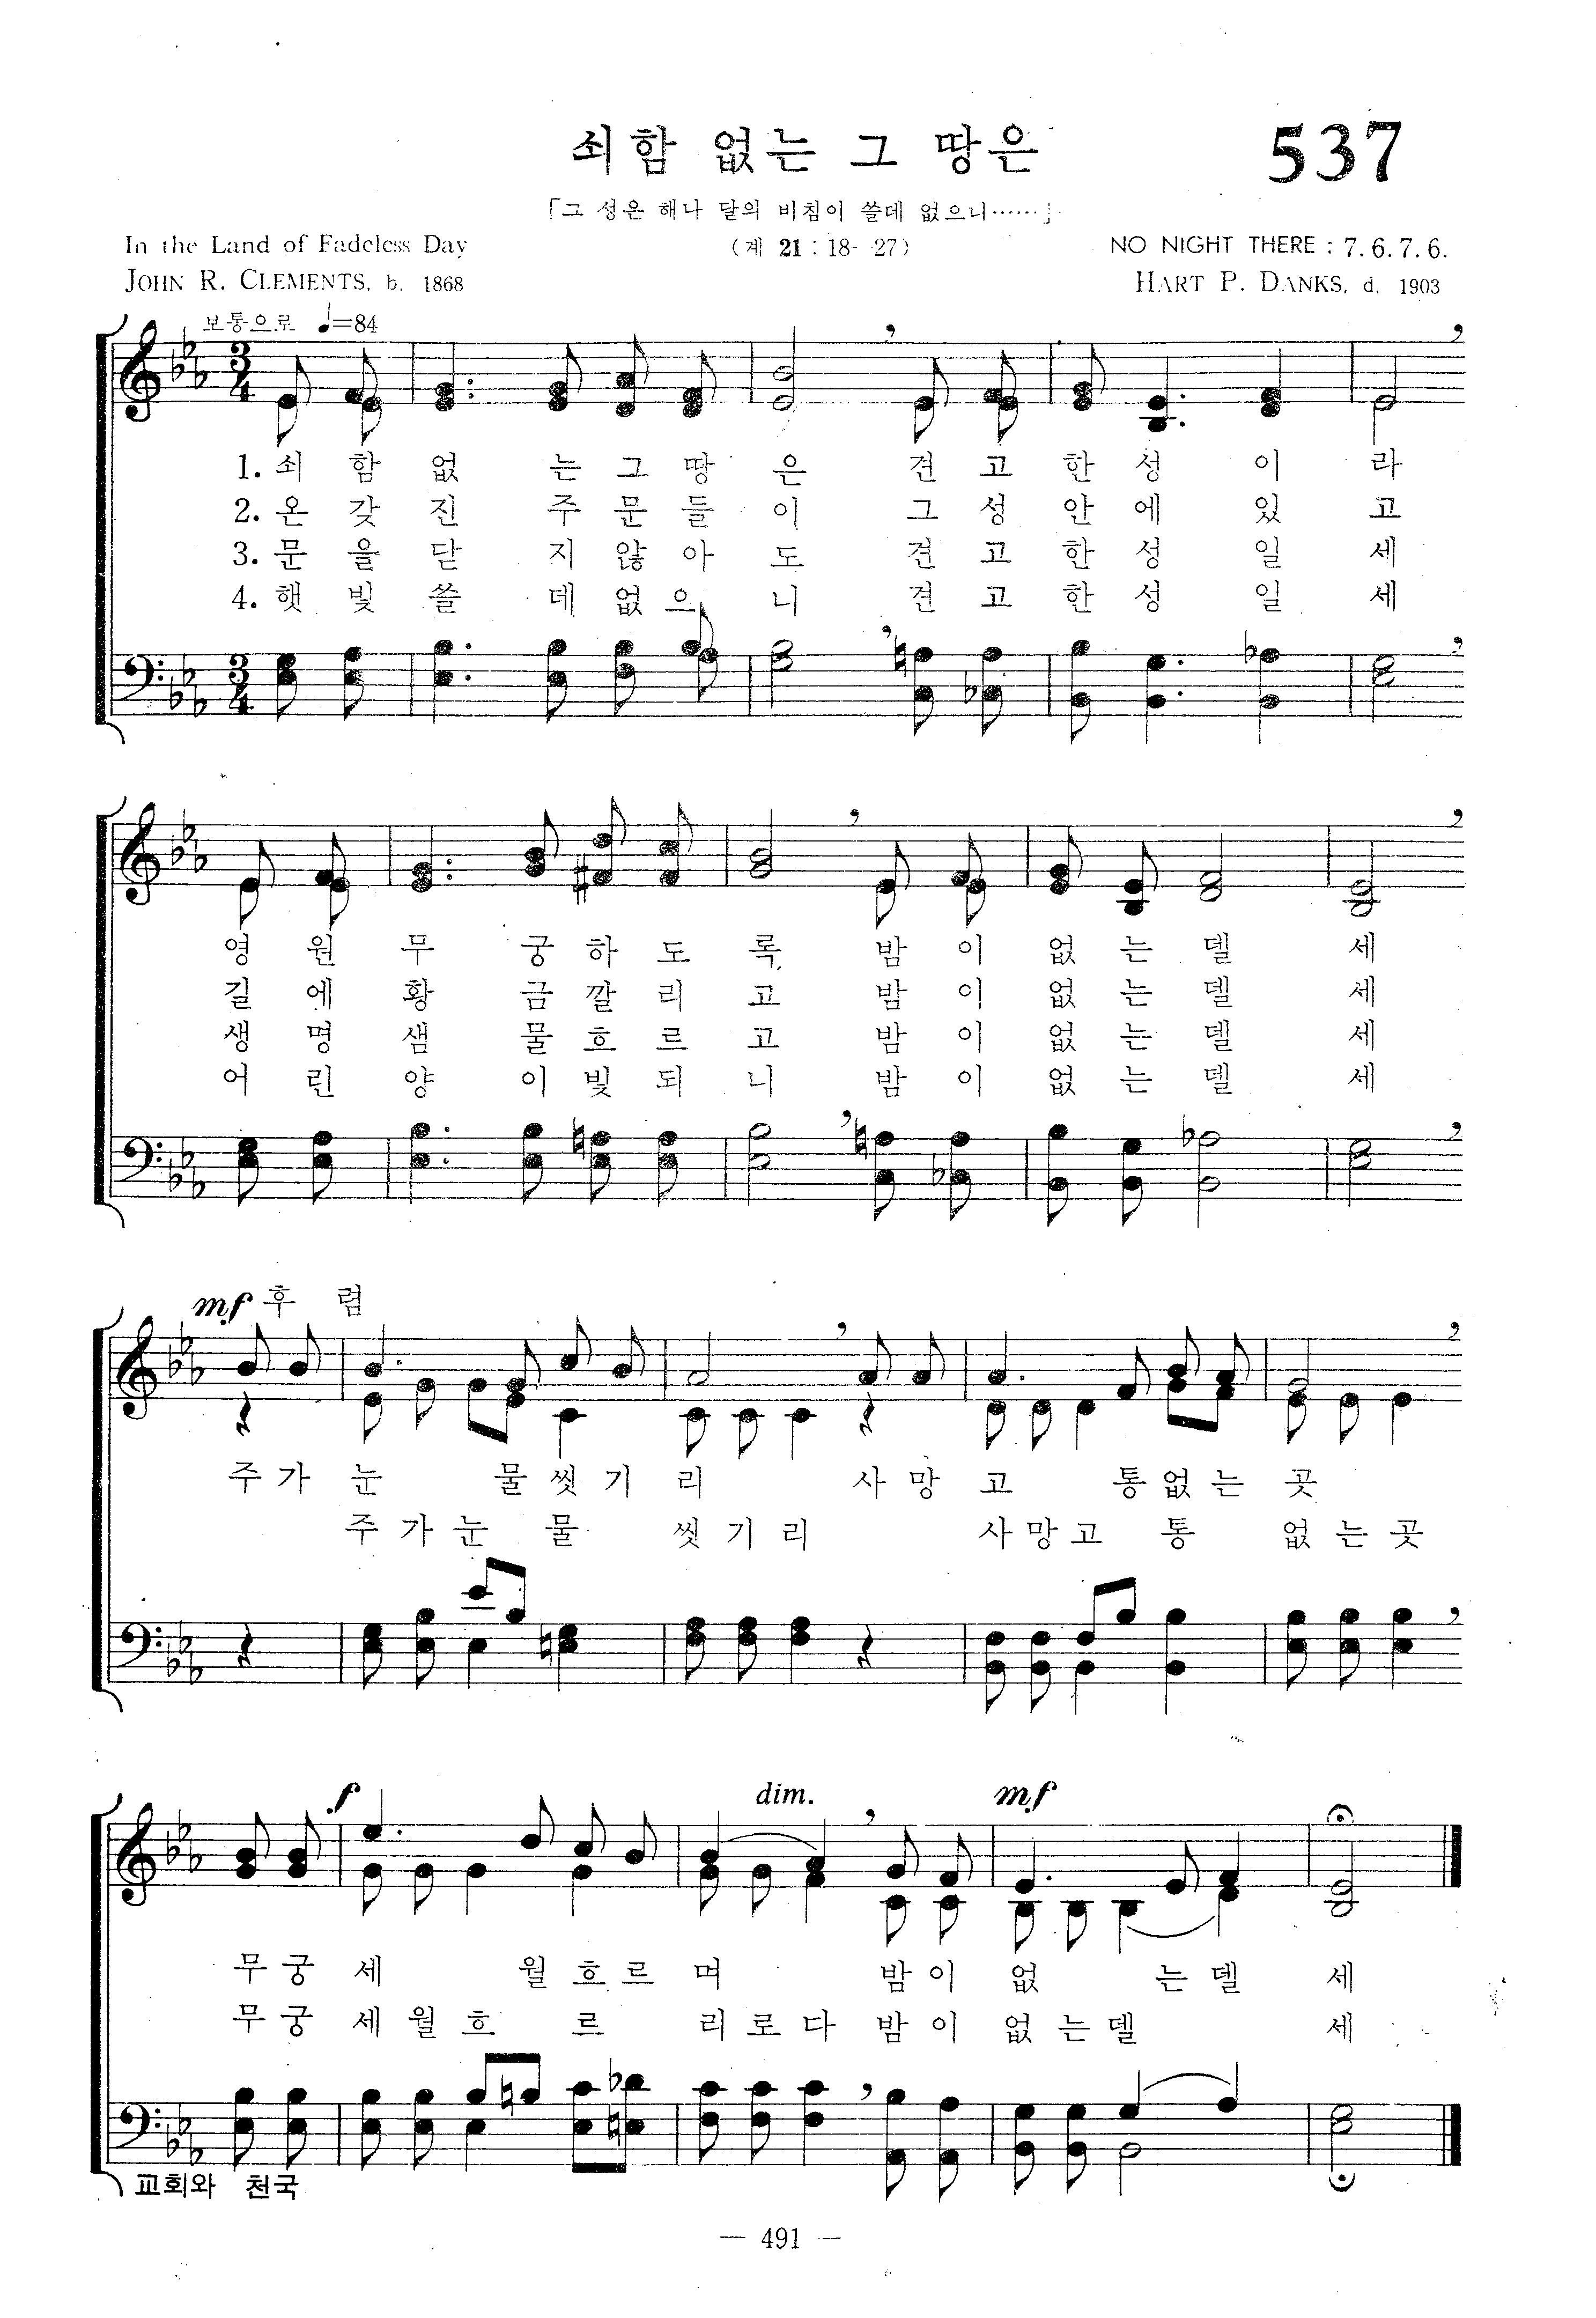 쇠함 없는 그 땅은
537
「그 성은 해나 달의 비침이 쓸데 없으니……」
In the Land of Fadeless Day
(계 21:18-27)
NO NIGHT THERE : 7. 6. 7. 6.
JOHN R. CLEMENTS, b. 1868
HART P. DANKS, d. 1903
보통으로 ♩=84
1. 쇠 함 없 는 그 땅 은 견 고 한 성 이 라
2. 온 갖 진 주 문 들 이 그 성 안 에 있 고
3. 문 을 닫 지 않 아 도 견 고 한 성 일 세
4. 햇 빛 쓸 데 없 으 니 견 고 한 성 일 세
영 원 무 궁 하 도 록 밤 이 없 는 델 세
길 에 황 금 깔 리 고 밤 이 없 는 델 세
생 명 샘 물 흐 르 고 밤 이 없 는 델 세
어 린 양 이 빛 되 니 밤 이 없 는 델 세
mf 후 렴
주 가 눈 물 씻 기 리 사 망 고 통 없 는 곳
주 가 눈 물 씻 기 리 사 망 고 통 없 는 곳
f dim. mf
무 궁 세 월 흐 르 며 밤 이 없 는 델 세
무 궁 세 월 흐 르 리 로 다 밤 이 없 는 델 세
교회와 천국
— 491 —